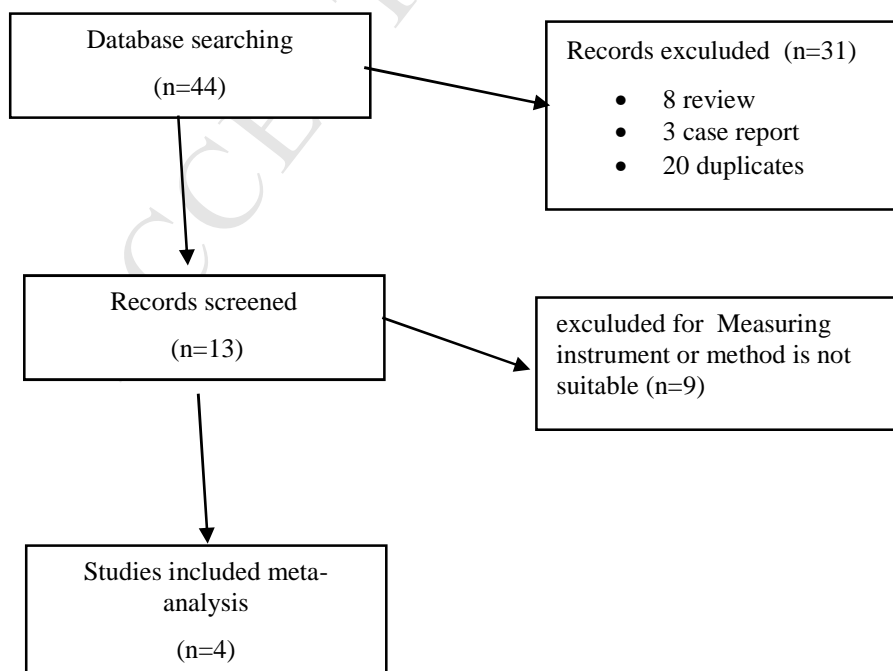 Database searching
(n=44)
Records exculuded (n=31)
• 8 review
• 3 case report
• 20 duplicates
Records screened
(n=13)
exculuded for Measuring
instrument or method is not
suitable (n=9)
Studies included meta-
analysis
(n=4)